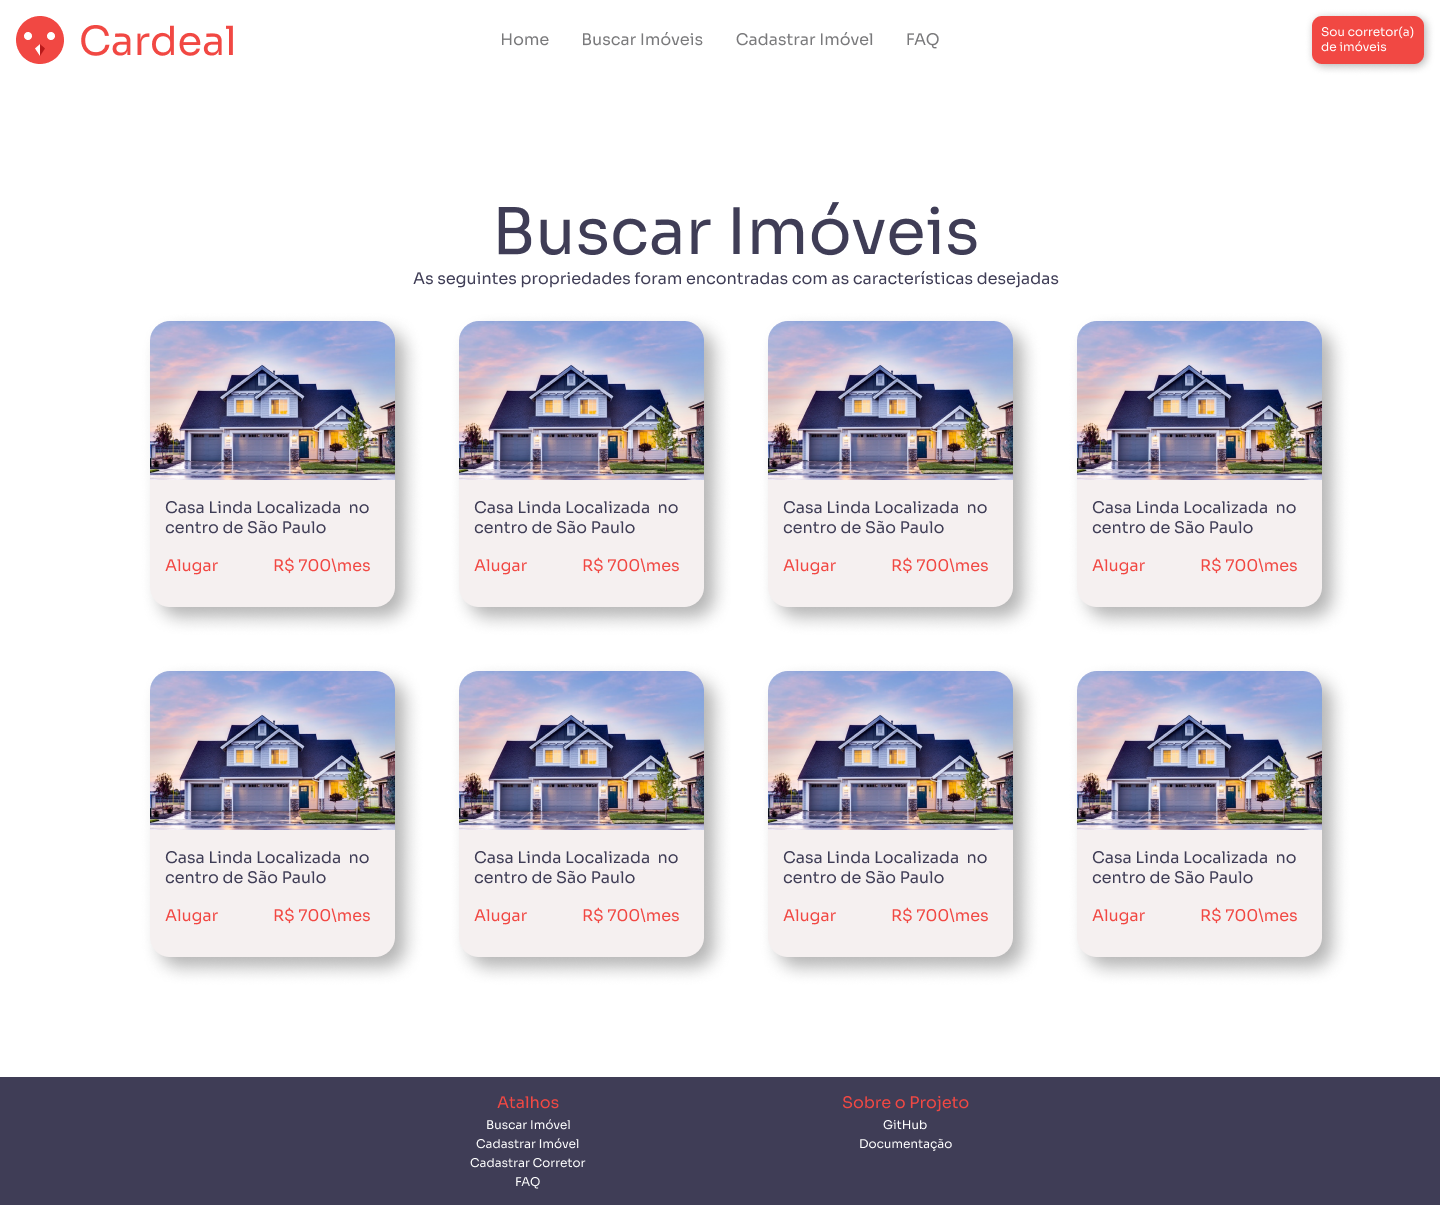 Cardeal
Home Buscar Imóveis Cadastrar Imóvel FAQ
Sou corretor(a)
de imóveis
Buscar Imóveis
As seguintes propriedades foram encontradas com as características desejadas
Casa Linda Localizada  no
centro de São Paulo
Alugar R$ 700\mes
Casa Linda Localizada  no
centro de São Paulo
Alugar R$ 700\mes
Casa Linda Localizada  no
centro de São Paulo
Alugar R$ 700\mes
Casa Linda Localizada  no
centro de São Paulo
Alugar R$ 700\mes
Casa Linda Localizada  no
centro de São Paulo
Alugar R$ 700\mes
Casa Linda Localizada  no
centro de São Paulo
Alugar R$ 700\mes
Casa Linda Localizada  no
centro de São Paulo
Alugar R$ 700\mes
Casa Linda Localizada  no
centro de São Paulo
Alugar R$ 700\mes
Atalhos
Buscar Imóvel
Cadastrar Imóvel
Cadastrar Corretor
FAQ
Sobre o Projeto
GitHub
Documentação